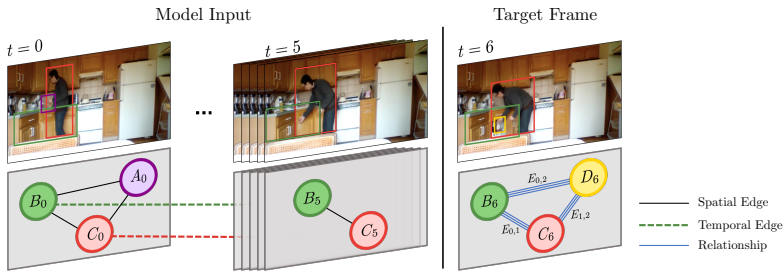 Model Input
Target Frame
t = 0
t = 5
t = 6
...
A0
B0
C0
B5
C5
E0,2
D6
B6
E0,1
E1,2
C6
Spatial Edge
Temporal Edge
Relationship